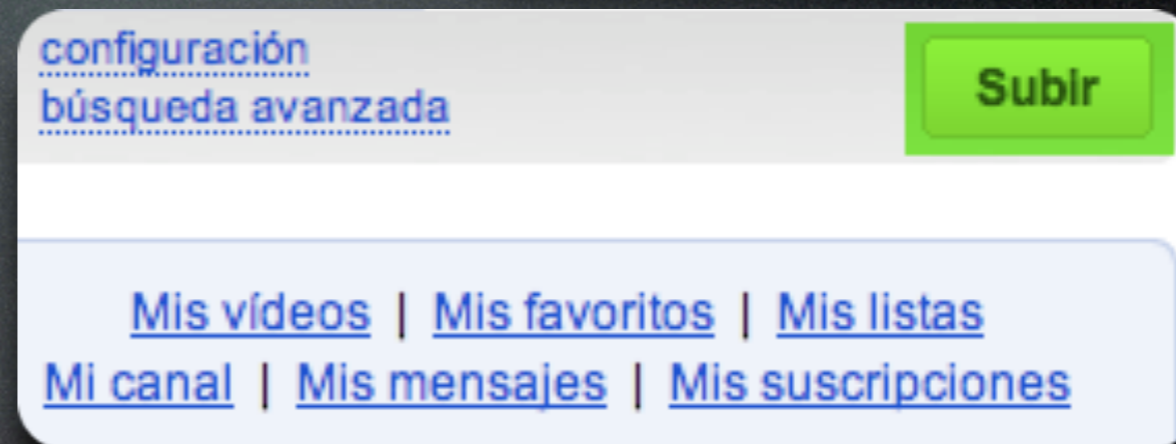 configuración
búsqueda avanzada
Subir
Mis vídeos | Mis favoritos | Mis listas
Mi canal | Mis mensajes | Mis suscripciones